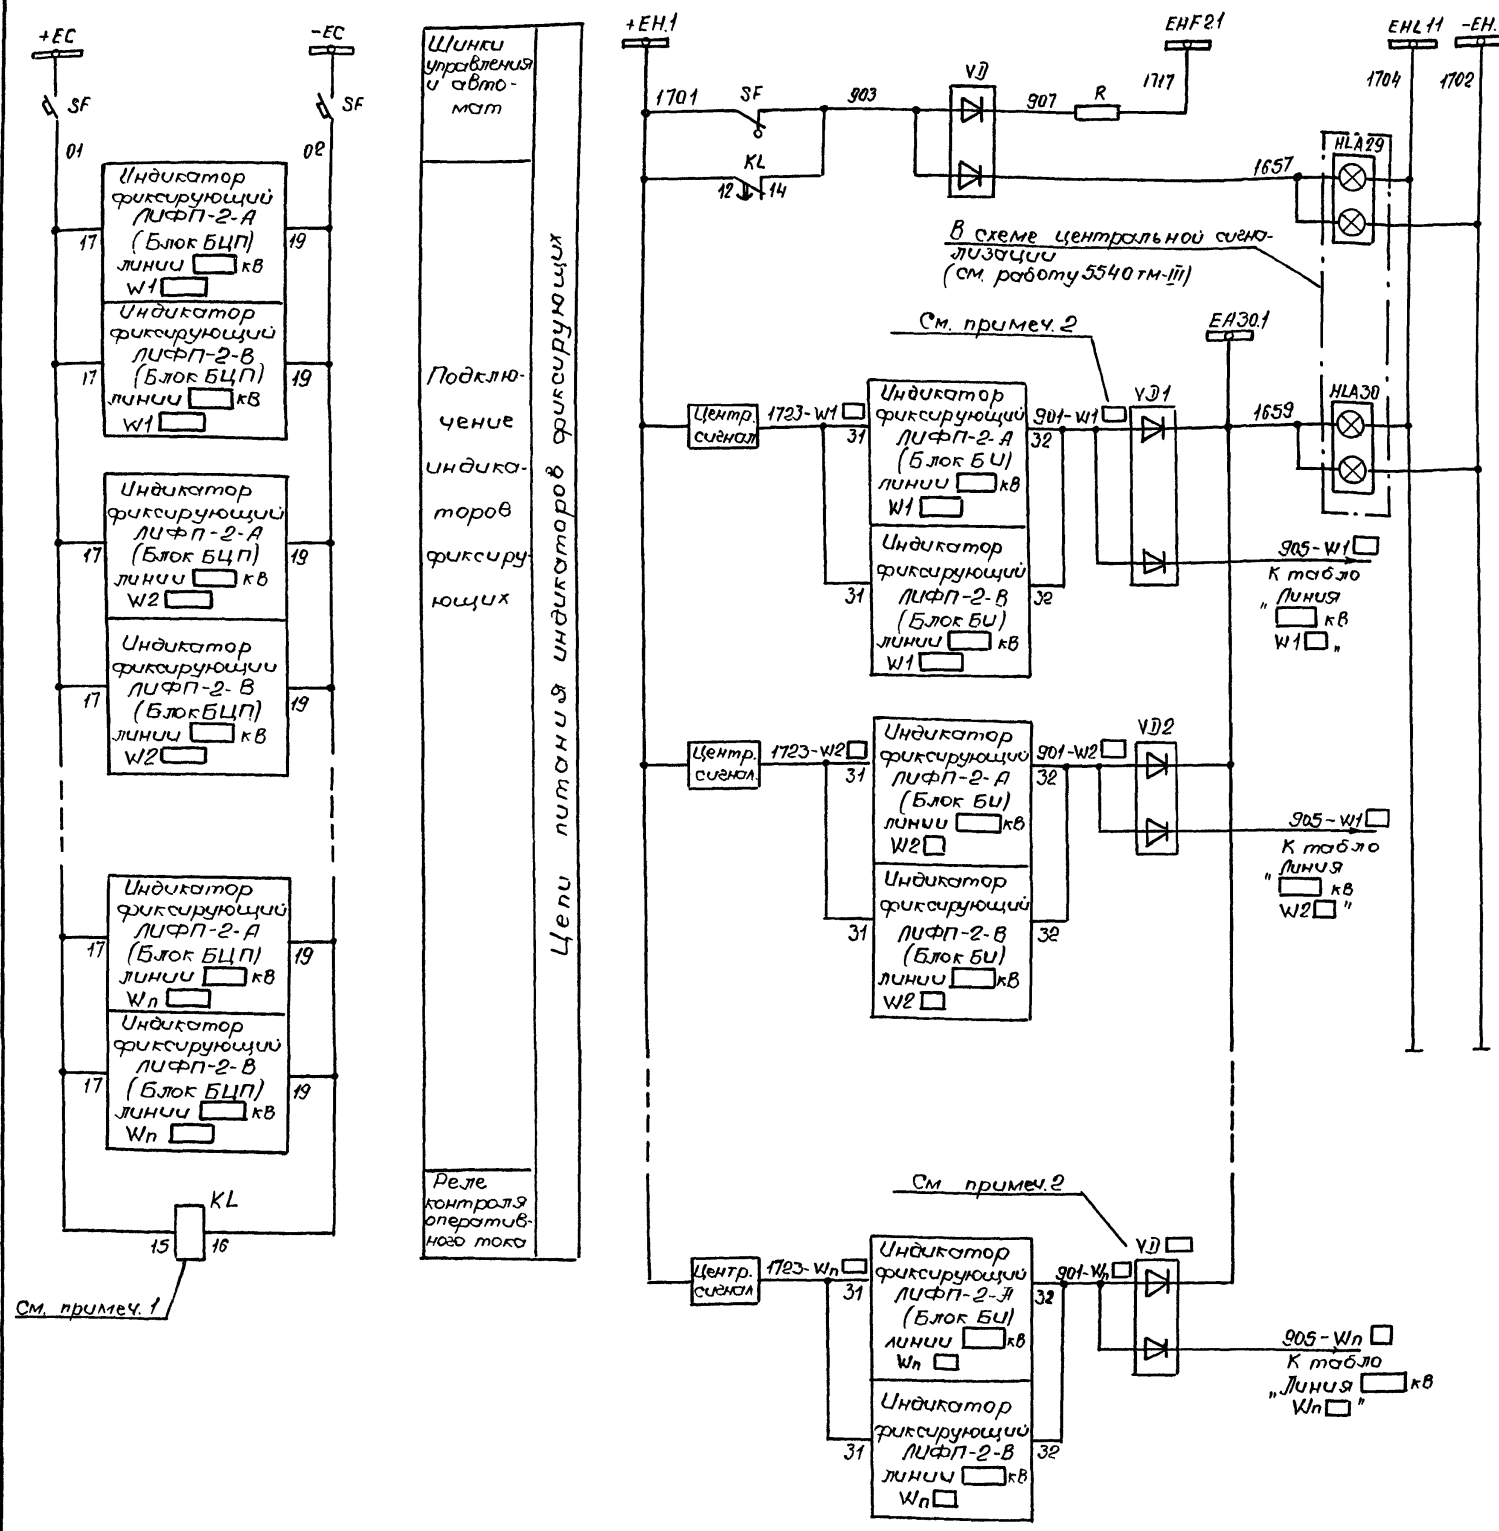 +EC
-EC
SF
SF
01
02
Индикатор
фиксирующий
ЛИФП-2-А
(Блок БЦП)
линии кВ
W1
17
19
Индикатор
фиксирующий
ЛИФП-2-В
(Блок БЦП)
линии кВ
W1
17
19
Индикатор
фиксирующий
ЛИФП-2-А
(Блок БЦП)
линии кВ
W2
17
19
Индикатор
фиксирующий
ЛИФП-2-В
(Блок БЦП)
линии кВ
W2
17
19
Индикатор
фиксирующий
ЛИФП-2-А
(Блок БЦП)
линии кВ
Wn
17
19
Индикатор
фиксирующий
ЛИФП-2-В
(Блок БЦП)
линии кВ
Wn
17
19
KL
15
16
См. примеч. 1
Шинки
управления
и авто-
мат
Подклю-
чение
индика-
торов
фиксиру-
ющих
Реле
контроля
оператив-
ного тока
Цепи питания индикаторов фиксирующих
+EH.1
EHF2.1
EHL11
-EH.
1701
SF
903
VD
907
R
1717
1704
1702
KL
12
14
1657
HLA29
В схеме центральной сигна-
лизации
(см. работу 5540тм-III)
См. примеч. 2
EH30.1
Центр.
сигнал
1723-W1
31
Индикатор
фиксирующий
ЛИФП-2-А
(Блок БИ)
линии кВ
W1
901-W1
32
VD1
1659
HLA30
31
Индикатор
фиксирующий
ЛИФП-2-В
(Блок БИ)
линии кВ
W1
32
905-W1
К табло
"Линия
кВ
W1 "
Центр.
сигнал.
1723-W2
31
Индикатор
фиксирующий
ЛИФП-2-А
(Блок БИ)
линии кВ
W2
901-W2
32
VD2
31
Индикатор
фиксирующий
ЛИФП-2-В
(Блок БИ)
линии кВ
W2
32
905-W1
К табло
"Линия
кВ
W2 "
См примеч. 2
Центр.
сигнал
1723-Wn
31
Индикатор
фиксирующий
ЛИФП-2-А
(Блок БИ)
линии кВ
Wn
901-Wn
32
VD
31
Индикатор
фиксирующий
ЛИФП-2-В
линии кВ
Wn
32
905-Wn
К табло
"Линия кВ
Wn "